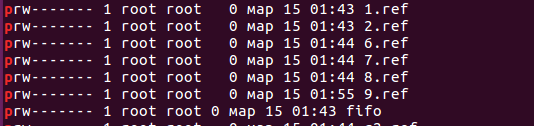 prw------- 1 root root   0 мар 15 01:43 1.ref
prw------- 1 root root   0 мар 15 01:43 2.ref
prw------- 1 root root   0 мар 15 01:44 6.ref
prw------- 1 root root   0 мар 15 01:44 7.ref
prw------- 1 root root   0 мар 15 01:44 8.ref
prw------- 1 root root   0 мар 15 01:55 9.ref
prw------- 1 root root 0 мар 15 01:43 fifo